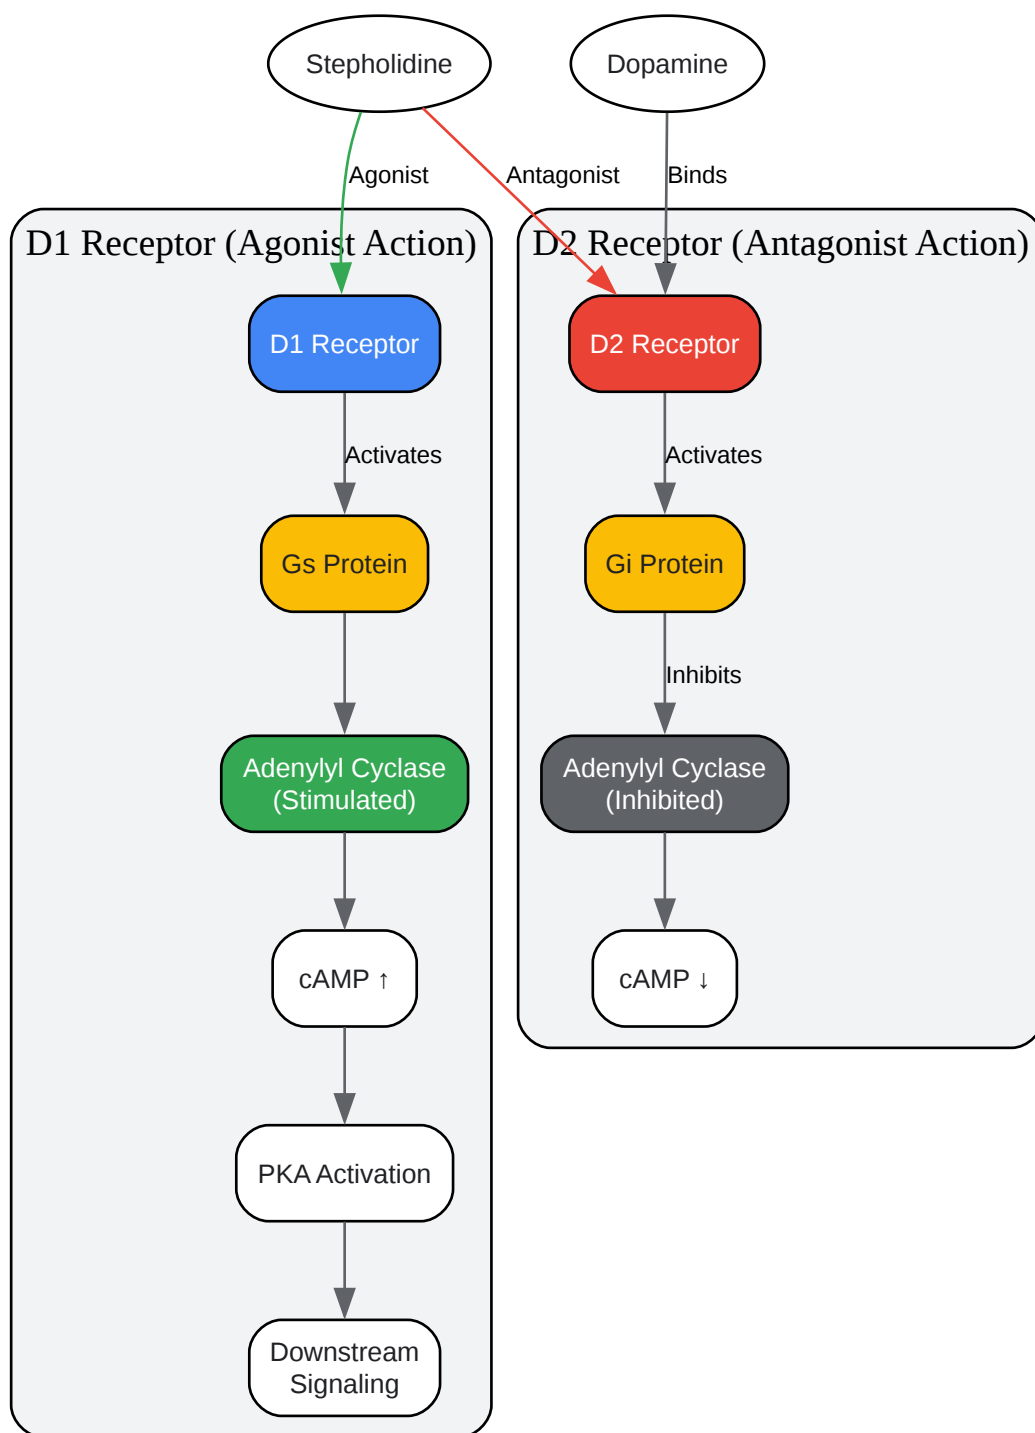 Stepholidine
Dopamine
Agonist
Antagonist
Binds
D1 Receptor (Agonist Action)
D2 Receptor (Antagonist Action)
D1 Receptor
D2 Receptor
Activates
Activates
Gs Protein
Gi Protein
Inhibits
Adenylyl Cyclase
(Stimulated)
Adenylyl Cyclase
(Inhibited)
cAMP ↑
cAMP ↓
PKA Activation
Downstream
Signaling